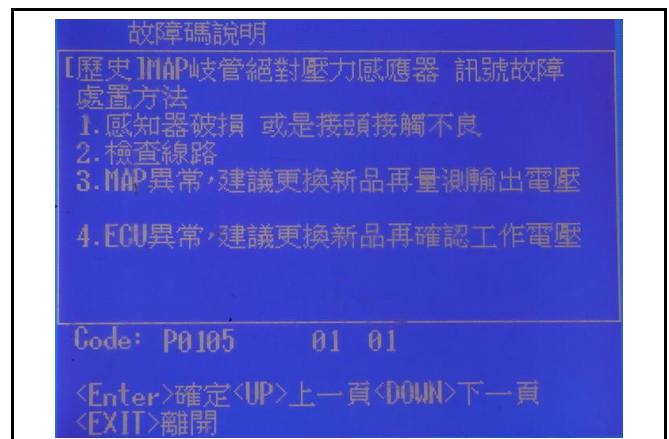 故障碼說明
[歷史]MAP岐管絕對壓力感應器 訊號故障
處置方法
1.感知器破損 或是接頭接觸不良
2.檢查線路
3.MAP異常,建議更換新品再量測輸出電壓
4.ECU異常,建議更換新品再確認工作電壓
Code: P0105 01 01
<Enter>確定<UP>上一頁<DOWN>下一頁
<EXIT>離開